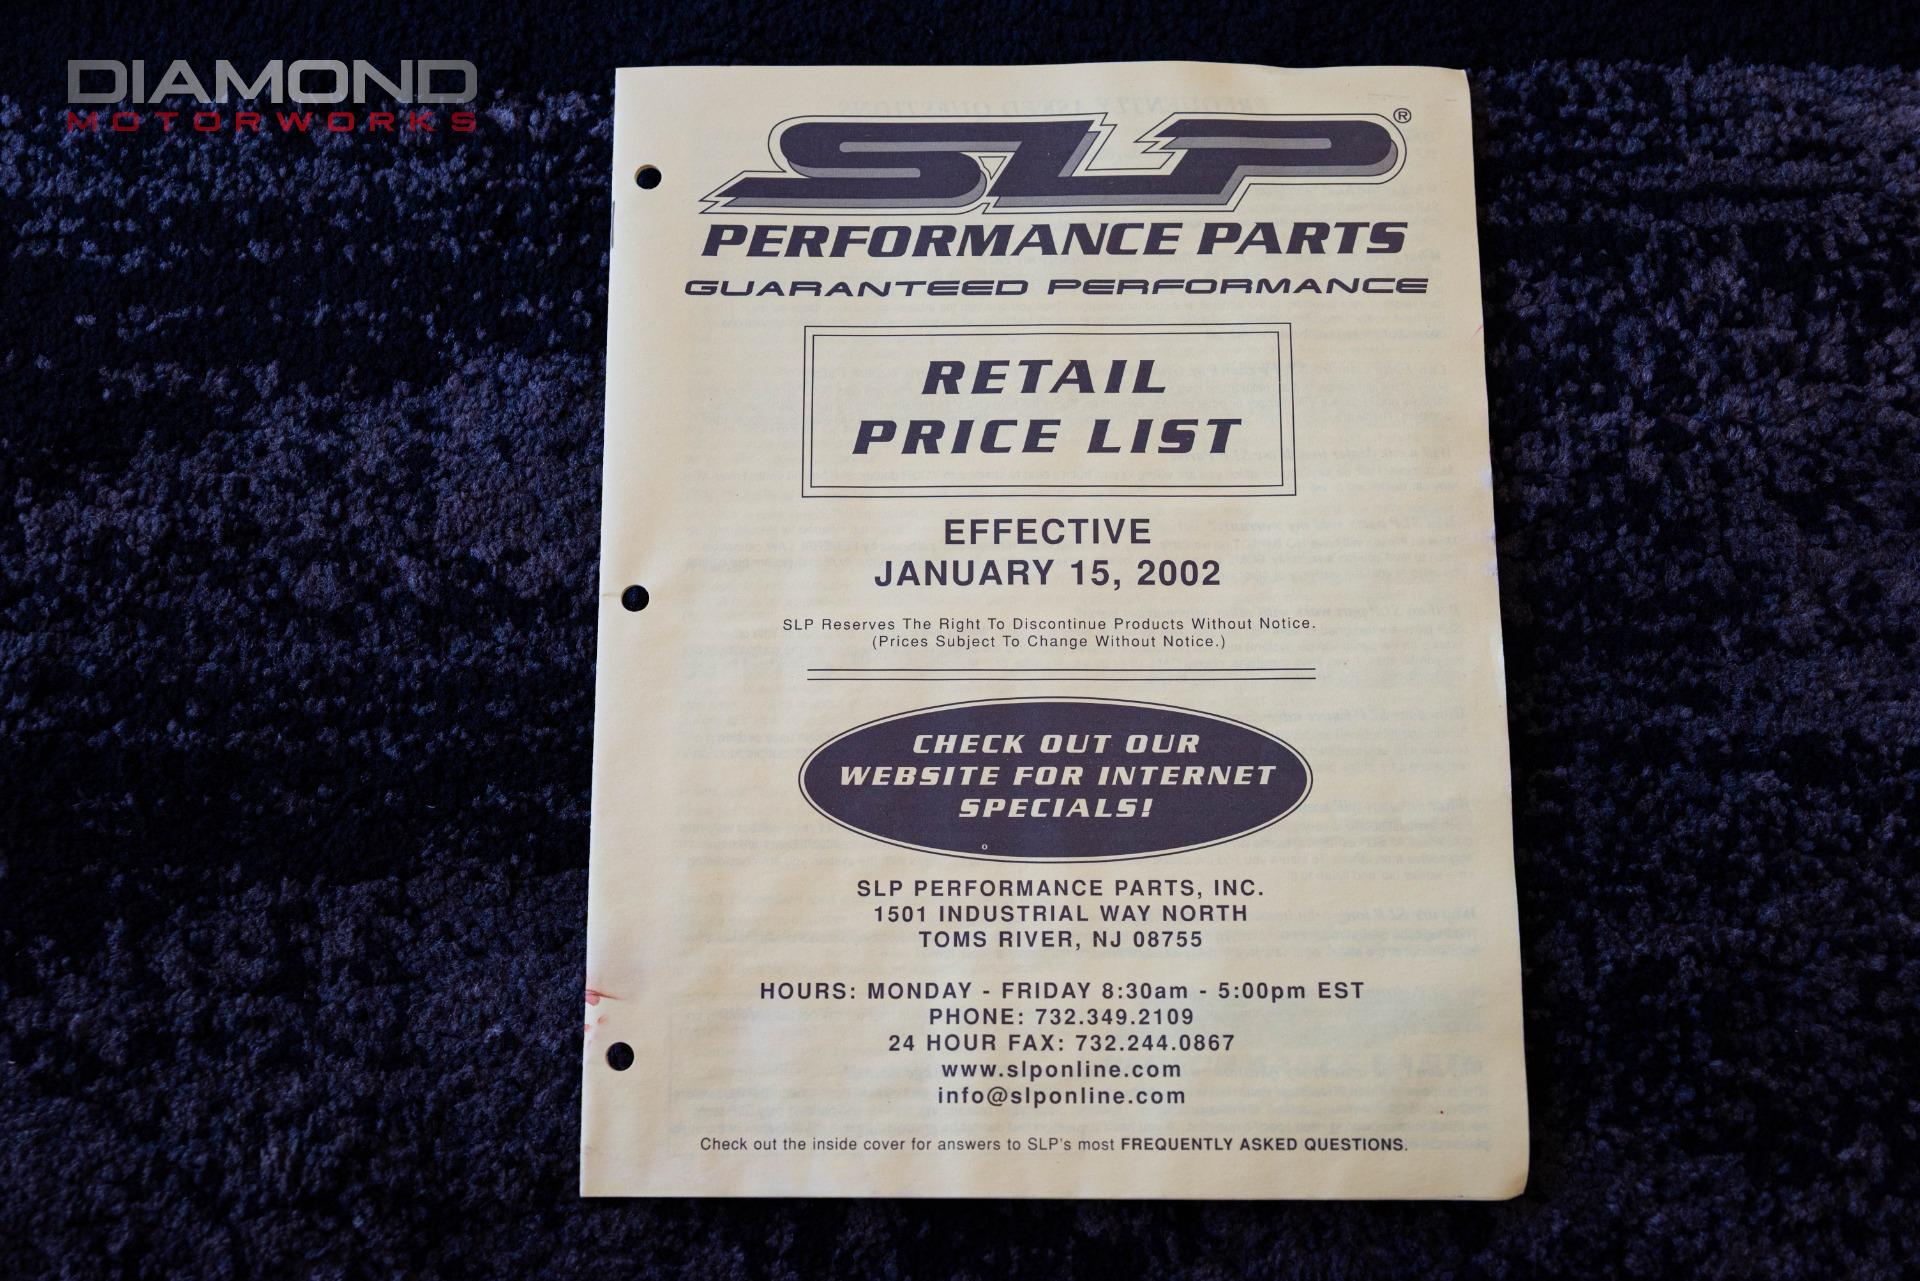 DIAMOND
MOTORWORKS
SLP®
PERFORMANCE PARTS
GUARANTEED PERFORMANCE
RETAIL
PRICE LIST
EFFECTIVE
JANUARY 15, 2002
SLP Reserves The Right To Discontinue Products Without Notice.
(Prices Subject To Change Without Notice.)
CHECK OUT OUR
WEBSITE FOR INTERNET
SPECIALS!
SLP PERFORMANCE PARTS, INC.
1501 INDUSTRIAL WAY NORTH
TOMS RIVER, NJ 08755
HOURS: MONDAY - FRIDAY 8:30am - 5:00pm EST
PHONE: 732.349.2109
24 HOUR FAX: 732.244.0867
www.slponline.com
info@slponline.com
Check out the inside cover for answers to SLP's most FREQUENTLY ASKED QUESTIONS.